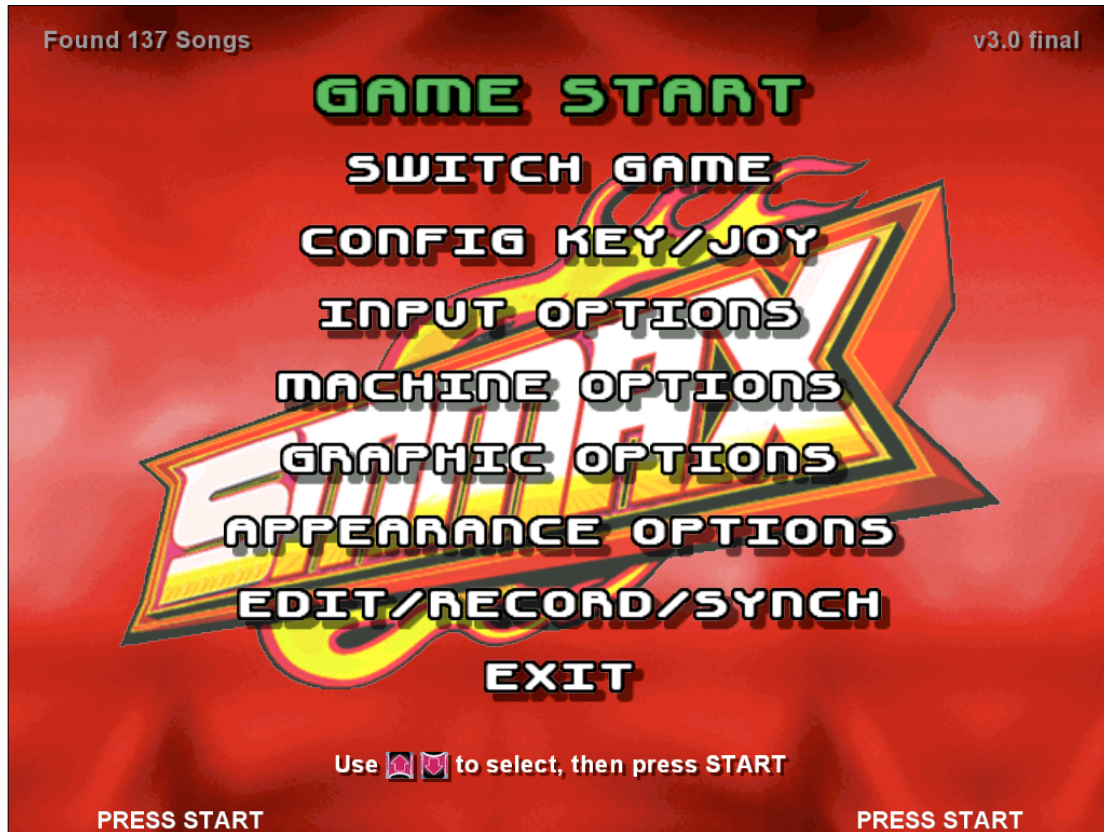 Found 137 Songs
v3.0 final
GAME START
SWITCH GAME
CONFIG KEY/JOY
INPUT OPTIONS
MACHINE OPTIONS
GRAPHIC OPTIONS
APPEARANCE OPTIONS
EDIT/RECORD/SYNCH
EXIT
Use to select, then press START
PRESS START
PRESS START